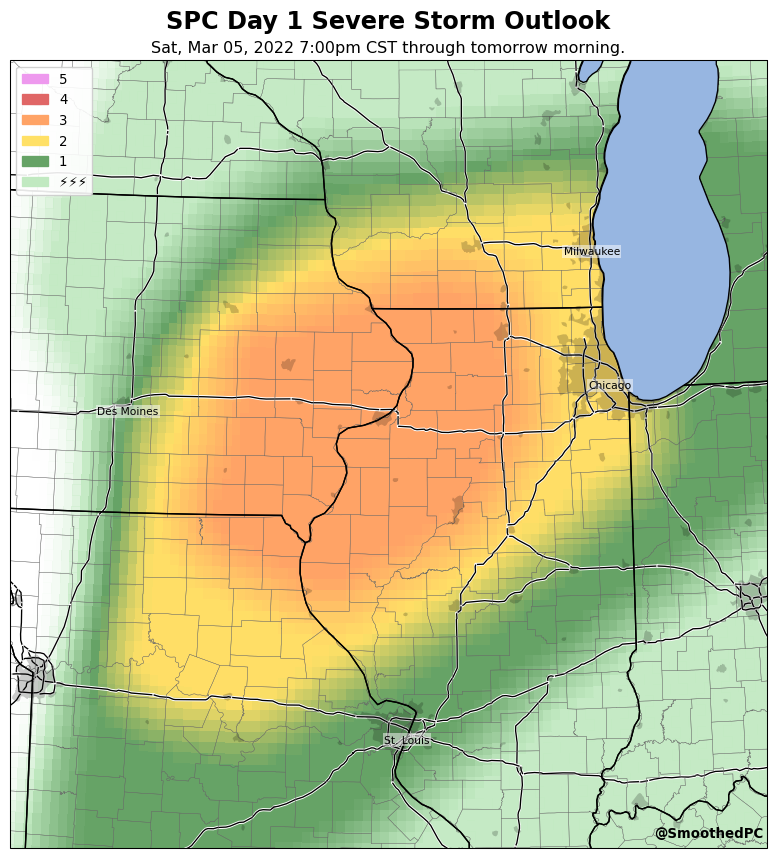 SPC Day 1 Severe Storm Outlook
Sat, Mar 05, 2022 7:00pm CST through tomorrow morning.
5
4
3
2
1
⚡⚡⚡
Milwaukee
Chicago
Des Moines
St. Louis
@SmoothedPC